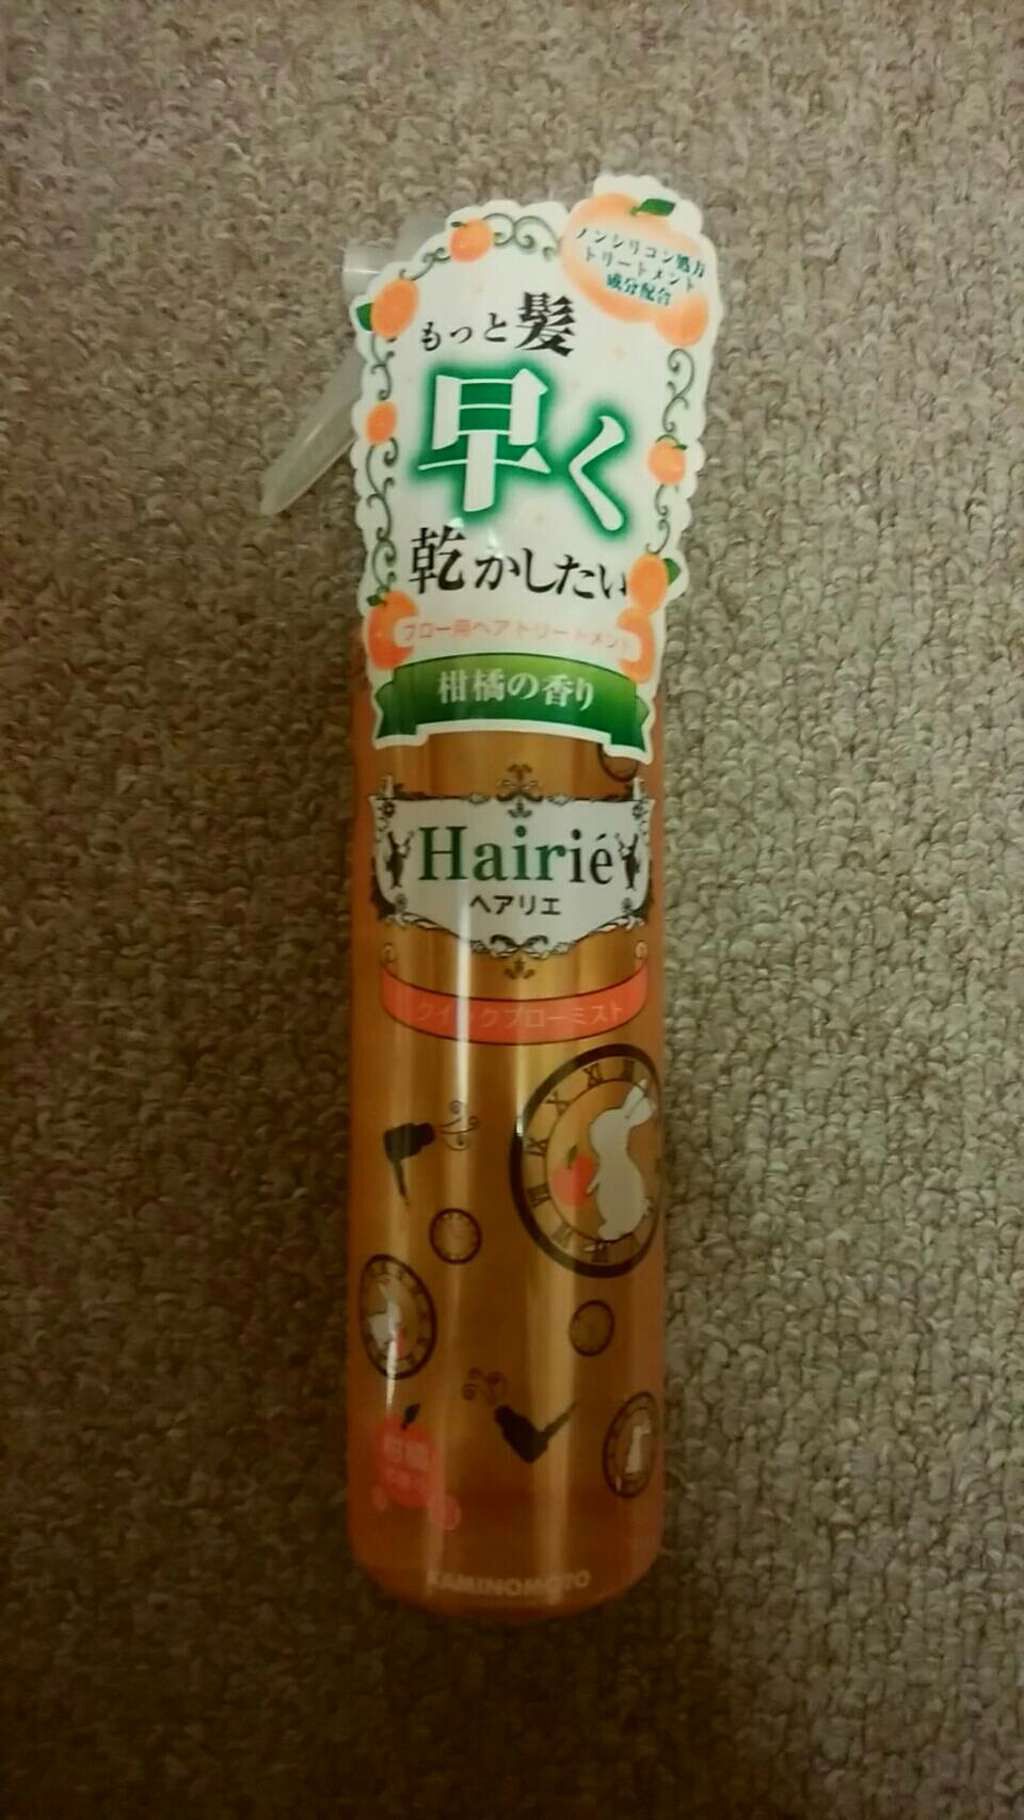 ノンシリコン処方
トリートメント
成分配合
もっと髪
早く
乾かしたい
ブロー用ヘアトリートメント
柑橘の香り
Hairié
ヘアリエ
クイックブローミスト
KAMINOMOTO